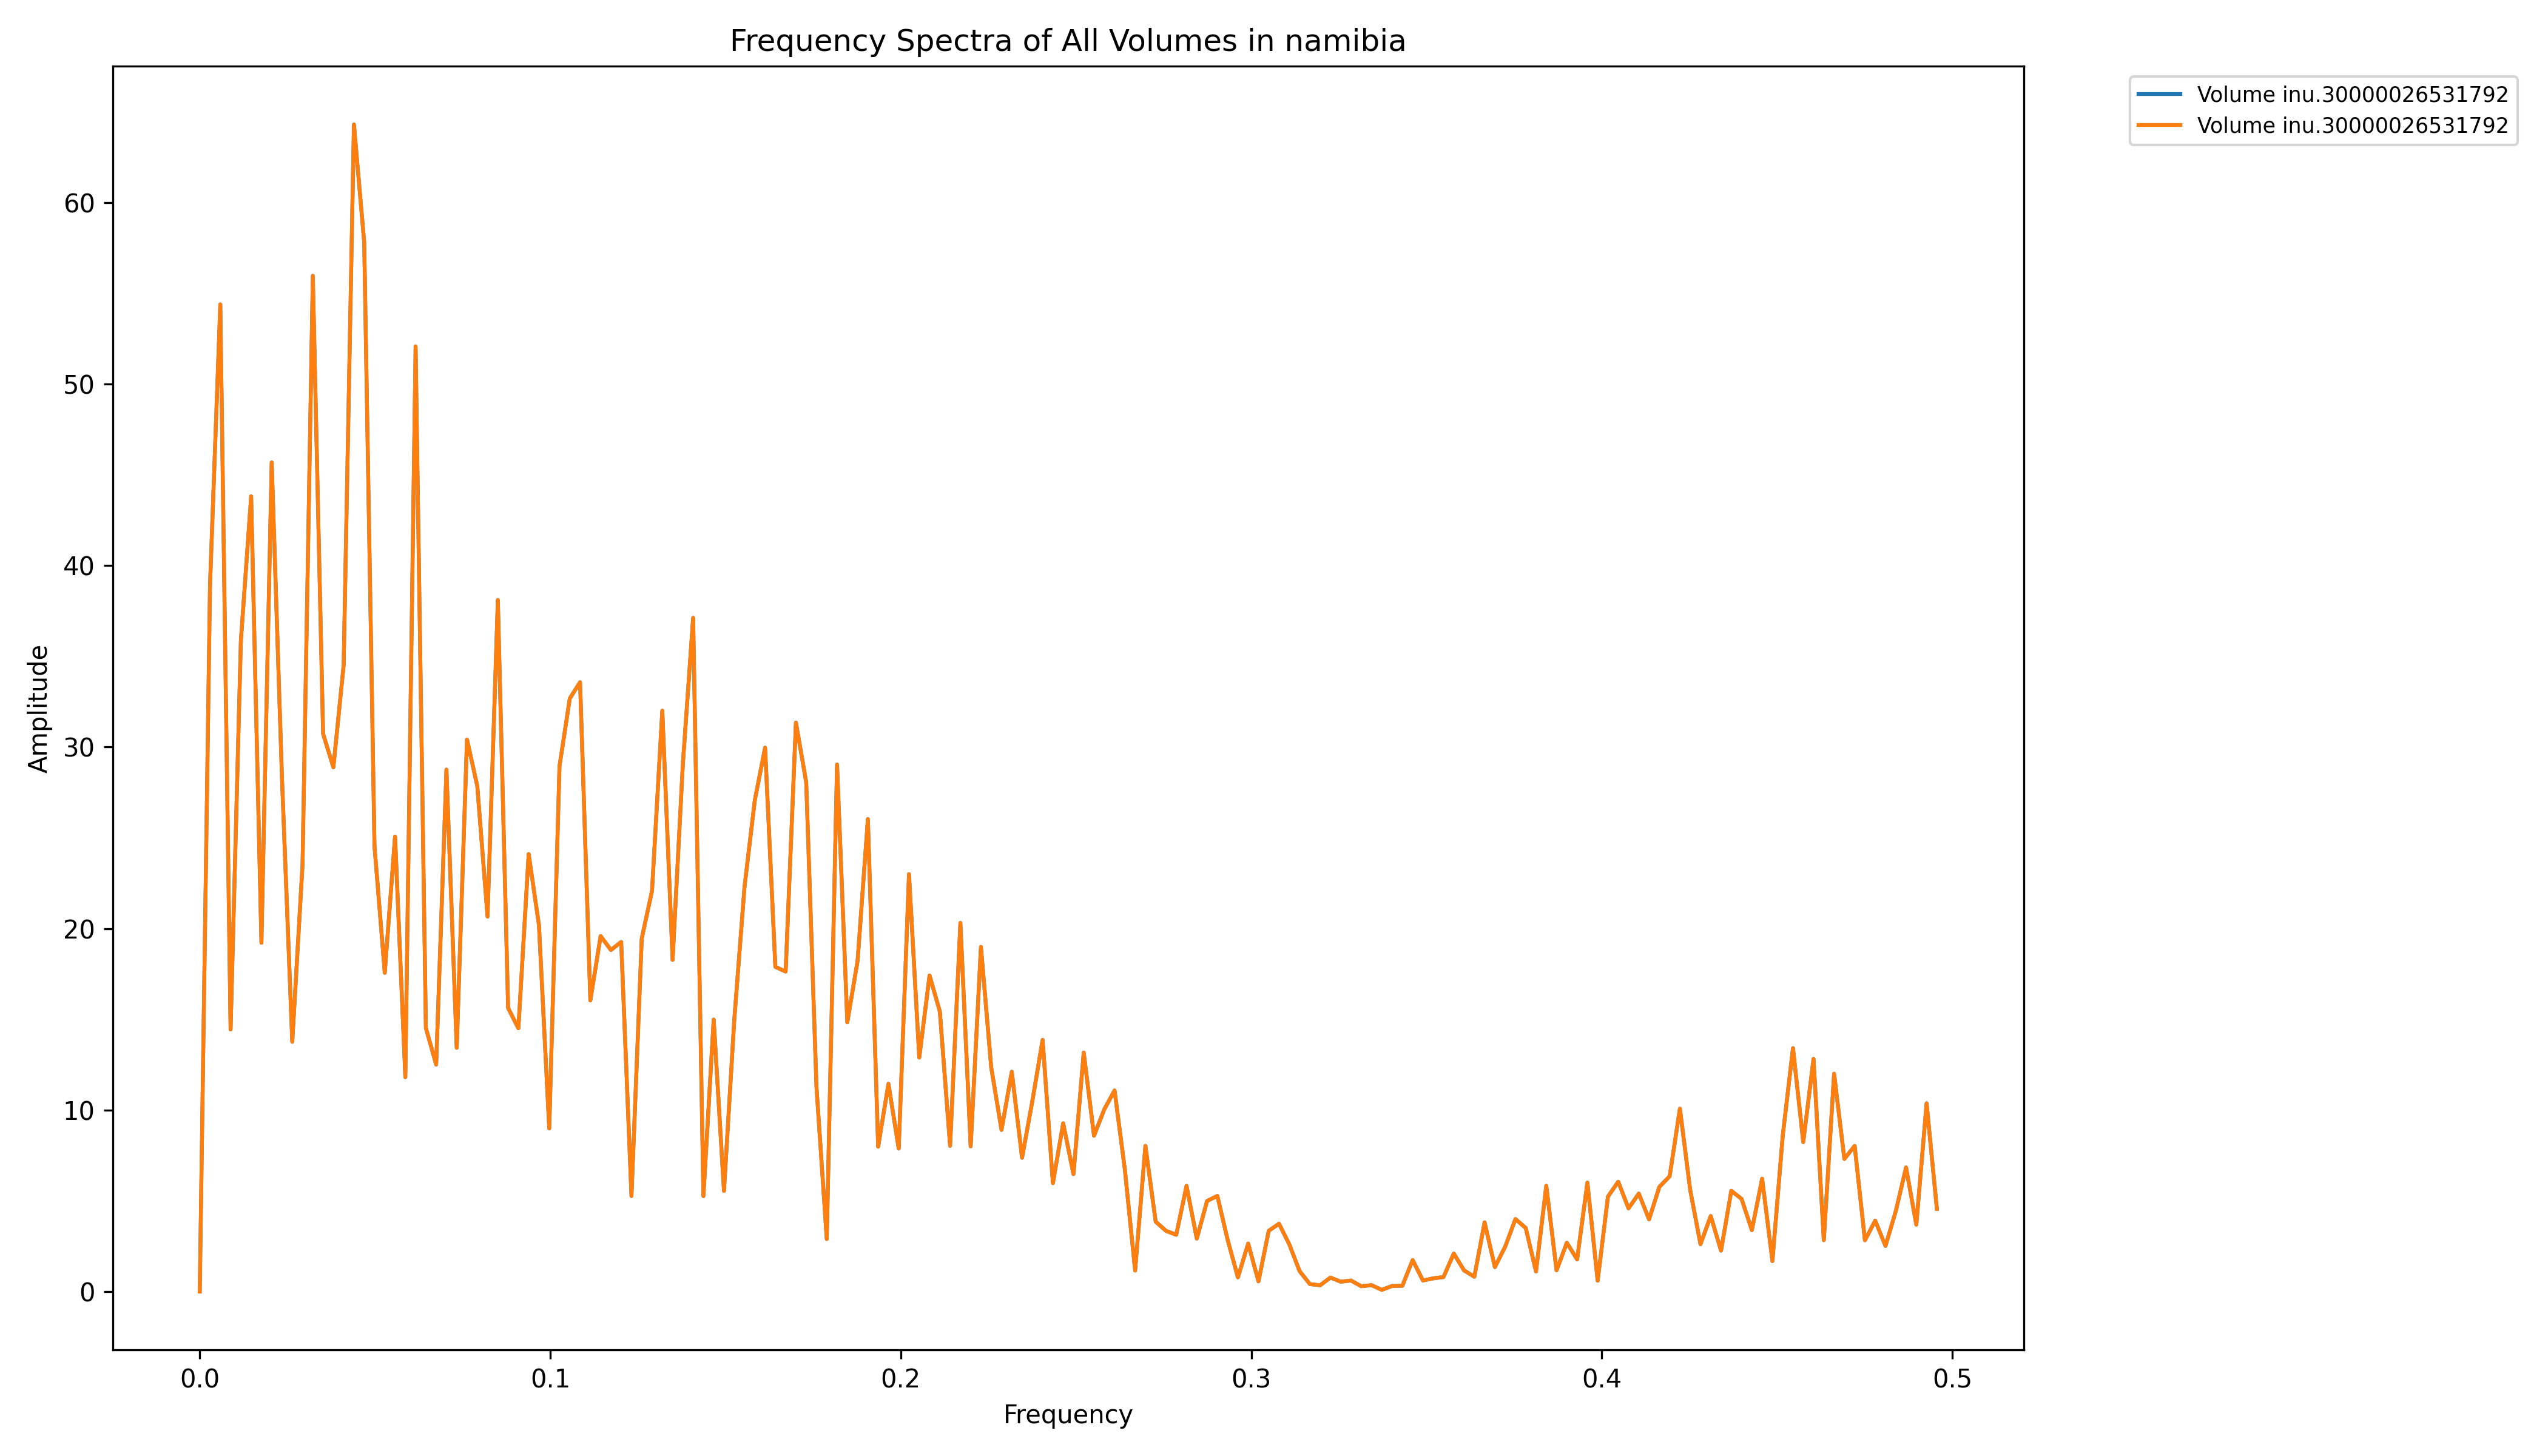 Frequency Spectra of All Volumes in namibia
Volume inu.30000026531792
Volume inu.30000026531792
Amplitude
60
50
40
30
20
10
0
0.0 0.1 0.2 0.3 0.4 0.5
Frequency